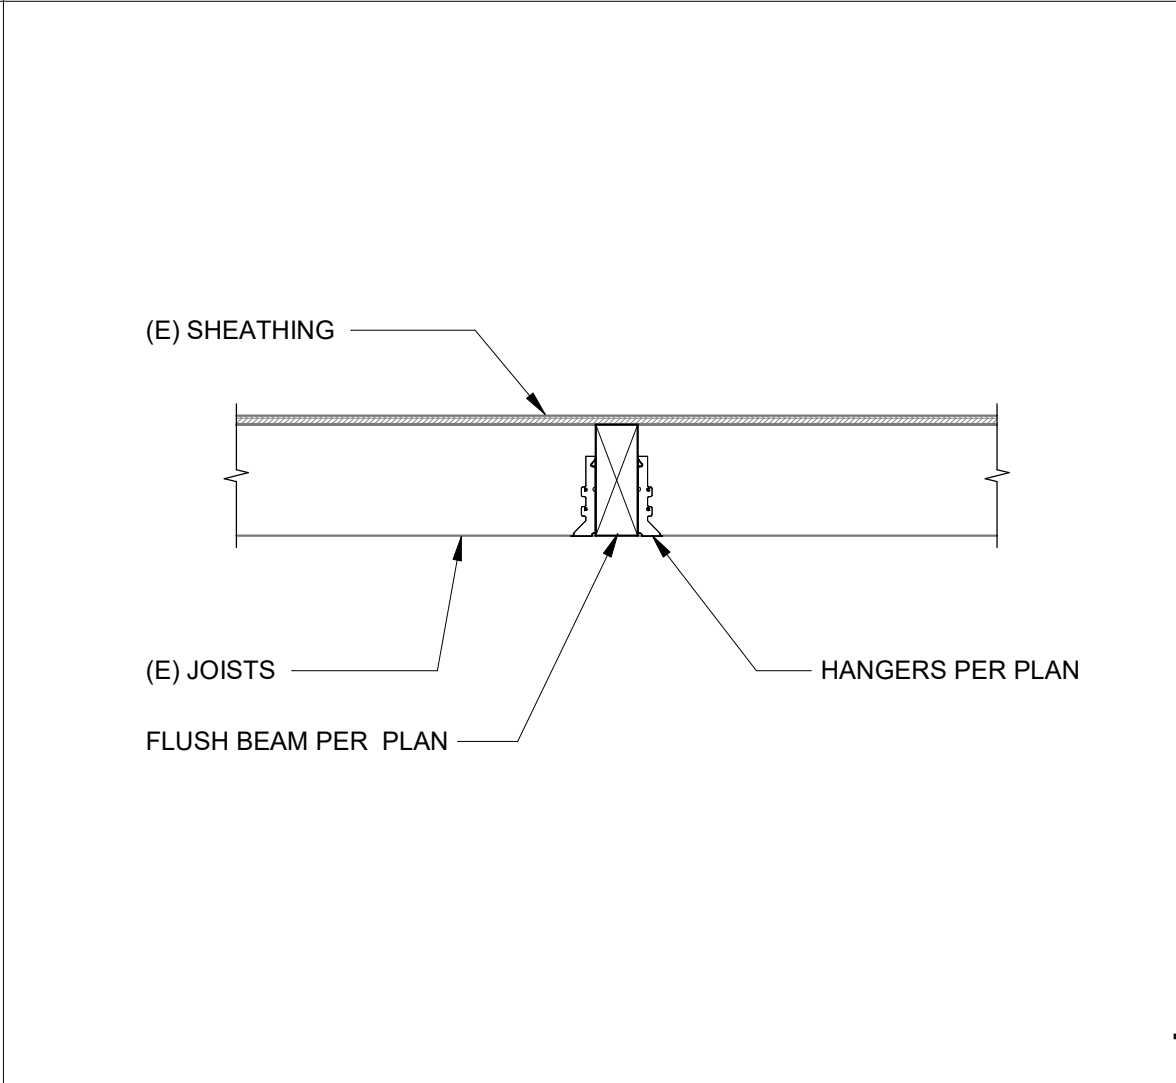 (E) SHEATHING
(E) JOISTS
HANGERS PER PLAN
FLUSH BEAM PER  PLAN